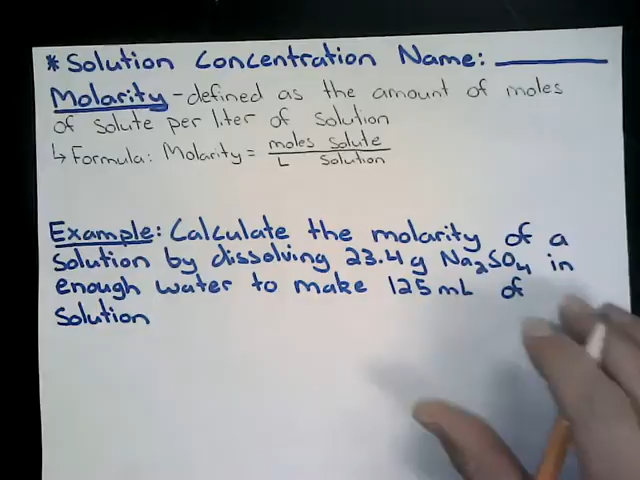 * Solution Concentration Name: ________
Molarity - defined as the amount of moles
of solute per liter of solution
↳ Formula: Molarity = moles solute / L solution
Example: Calculate the molarity of a
solution by dissolving 23.4g Na₂SO₄ in
enough water to make 125 mL of
solution